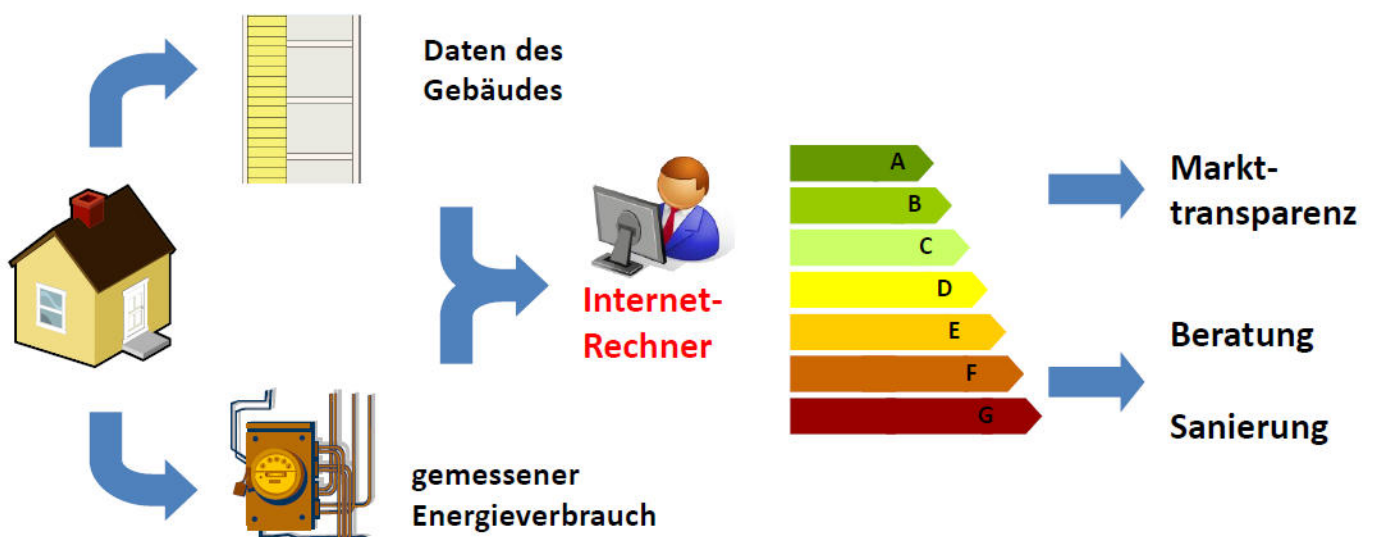 Daten des
Gebäudes
gemessener
Energieverbrauch
Internet-
Rechner
A
B
C
D
E
F
G
Markt-
transparenz
Beratung
Sanierung